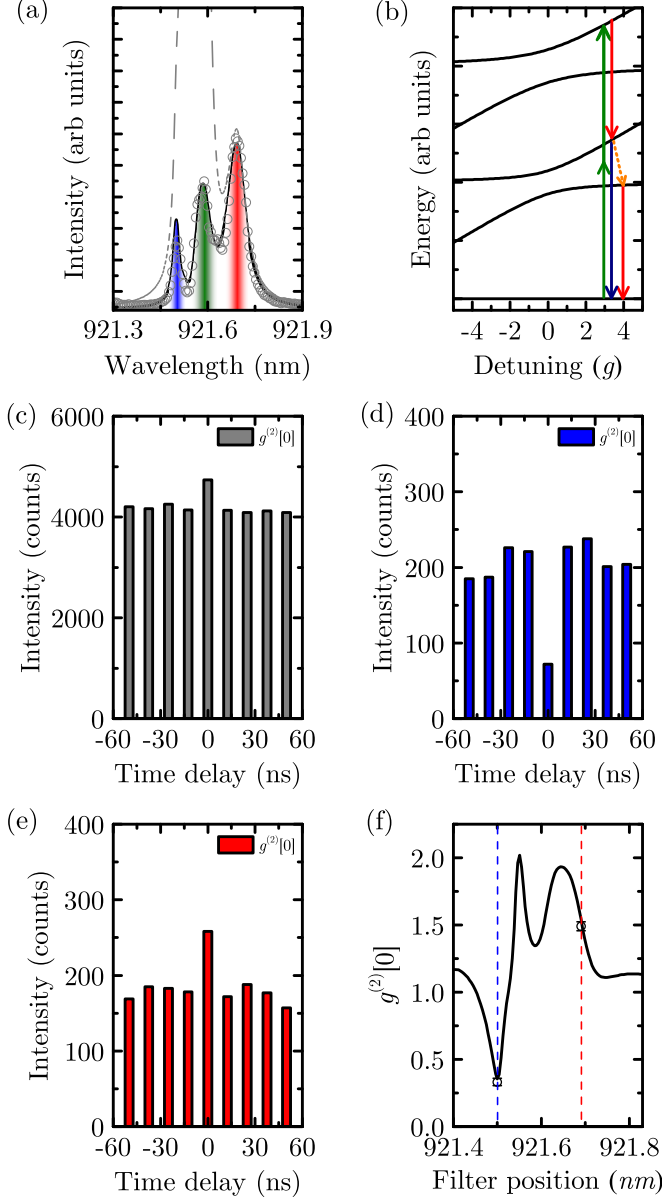 (a)
Intensity (arb units)
921.3 921.6 921.9
Wavelength (nm)
(b)
Energy (arb units)
-4 -2 0 2 4
Detuning (g)
(c)
6000
4000
2000
0
Intensity (counts)
g⁽²⁾[0]
-60 -30 0 30 60
Time delay (ns)
(d)
400
300
200
100
0
Intensity (counts)
g⁽²⁾[0]
-60 -30 0 30 60
Time delay (ns)
(e)
400
300
200
100
0
Intensity (counts)
g⁽²⁾[0]
-60 -30 0 30 60
Time delay (ns)
(f)
2.0
1.5
1.0
0.5
0.0
g⁽²⁾[0]
921.4 921.6 921.8
Filter position (nm)